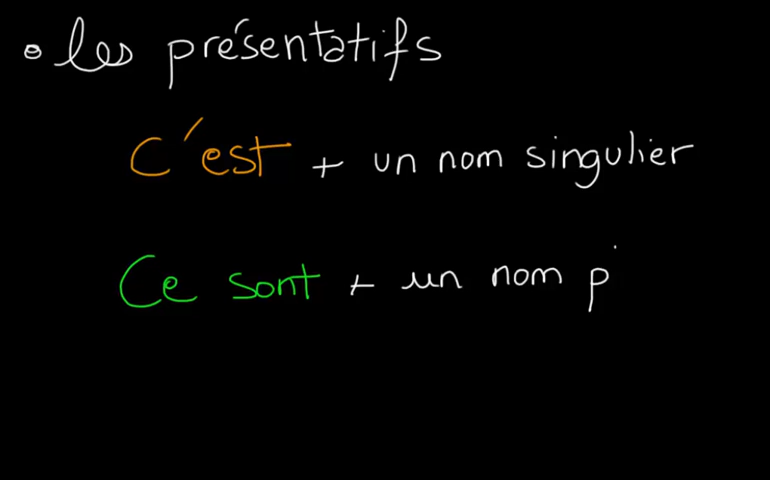 • les présentatifs
C'est + un nom singulier
Ce sont + un nom p